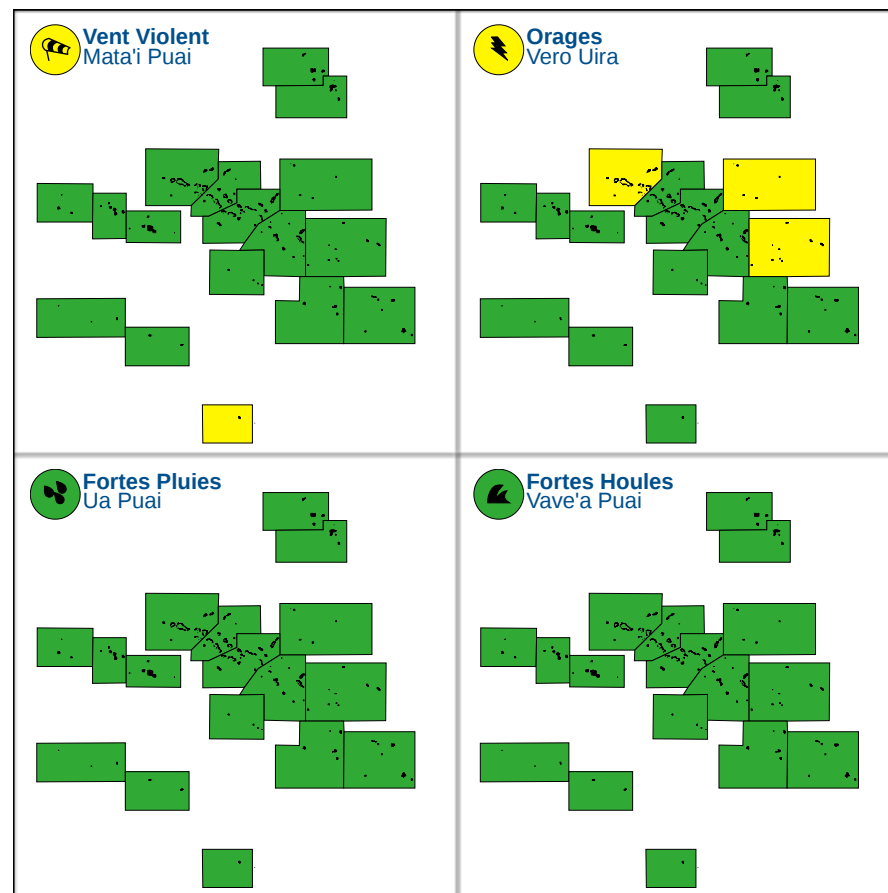 Vent Violent
Mata'i Puai
Orages
Vero Uira
Fortes Pluies
Ua Puai
Fortes Houles
Vave'a Puai